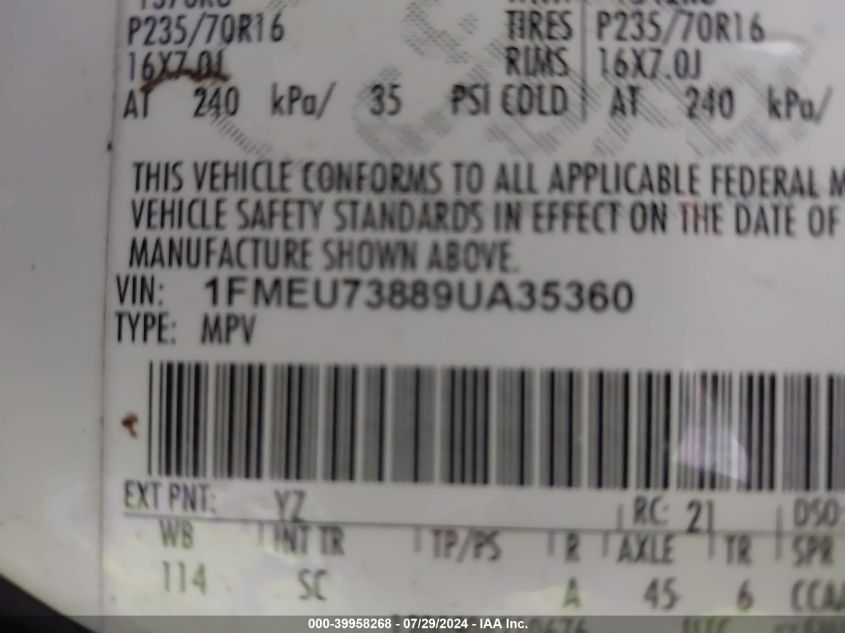 P235/70R16 TIRES P235/70R16
16X7.0J RIMS 16X7.0J
AT 240 kPa/ 35 PSI COLD AT 240 kPa/
THIS VEHICLE CONFORMS TO ALL APPLICABLE FEDERAL M
VEHICLE SAFETY STANDARDS IN EFFECT ON THE DATE OF
MANUFACTURE SHOWN ABOVE.
VIN: 1FMEU73889UA35360
TYPE: MPV
EXT PNT: YZ RC: 21 DSO:
WB INT TR TP/PS R AXLE TR SPR
114 SC A 45 6 CCAA
000-39958268 - 07/29/2024 - IAA Inc.